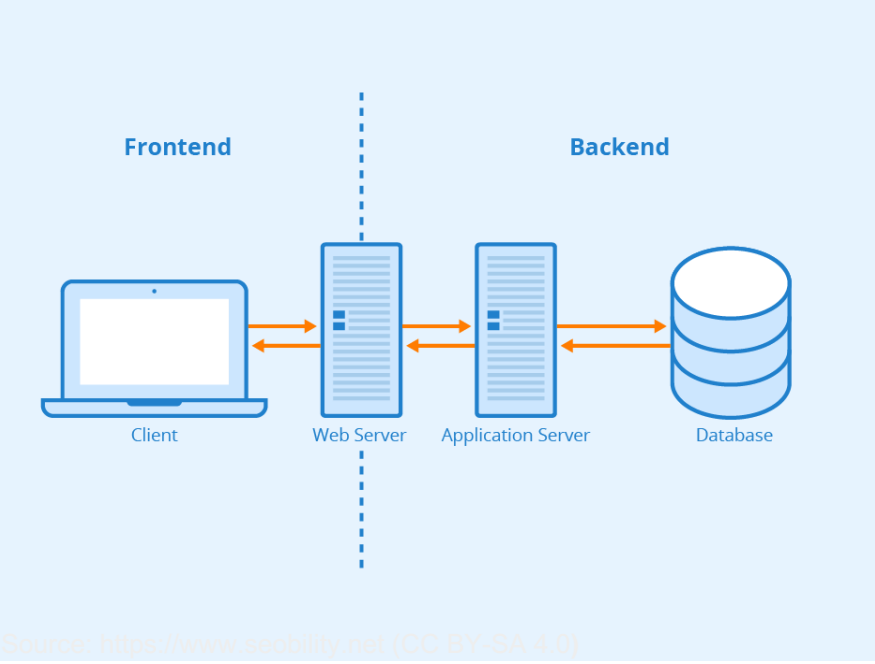 Frontend
Backend
Client
Web Server
Application Server
Database
Source: https://www.seobility.net (CC BY-SA 4.0)